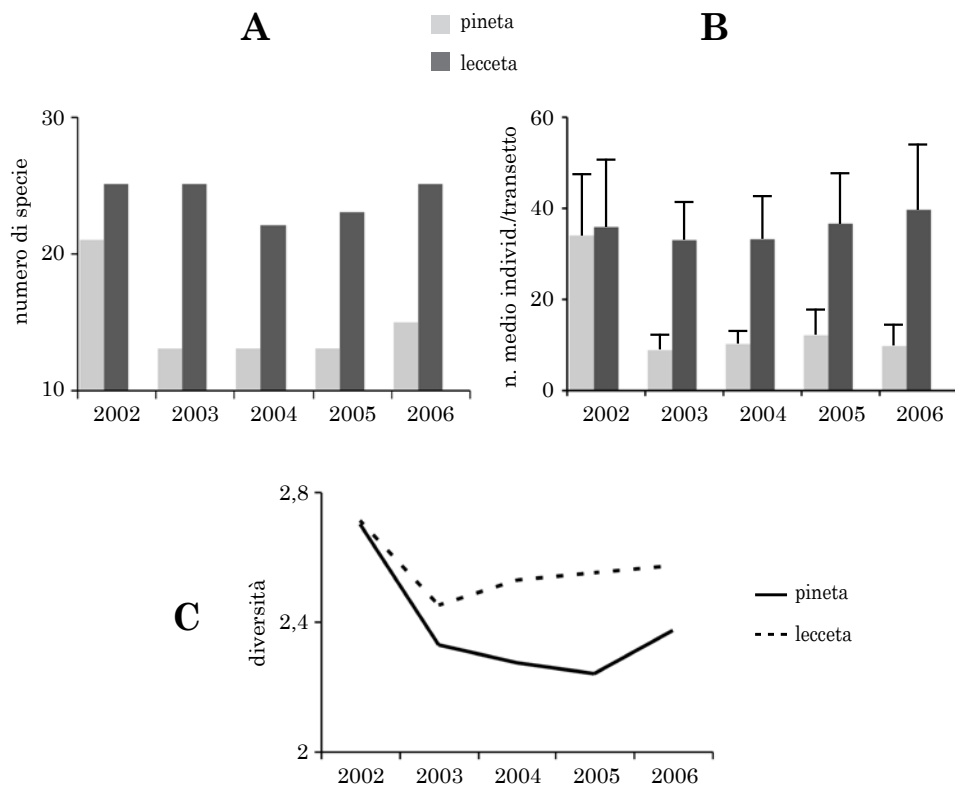 A
pineta
lecceta
B
numero di specie
30
20
10
2002 2003 2004 2005 2006
n. medio individ./transetto
60
40
20
0
2002 2003 2004 2005 2006
C
diversità
2,8
2,4
2
2002 2003 2004 2005 2006
pineta
lecceta